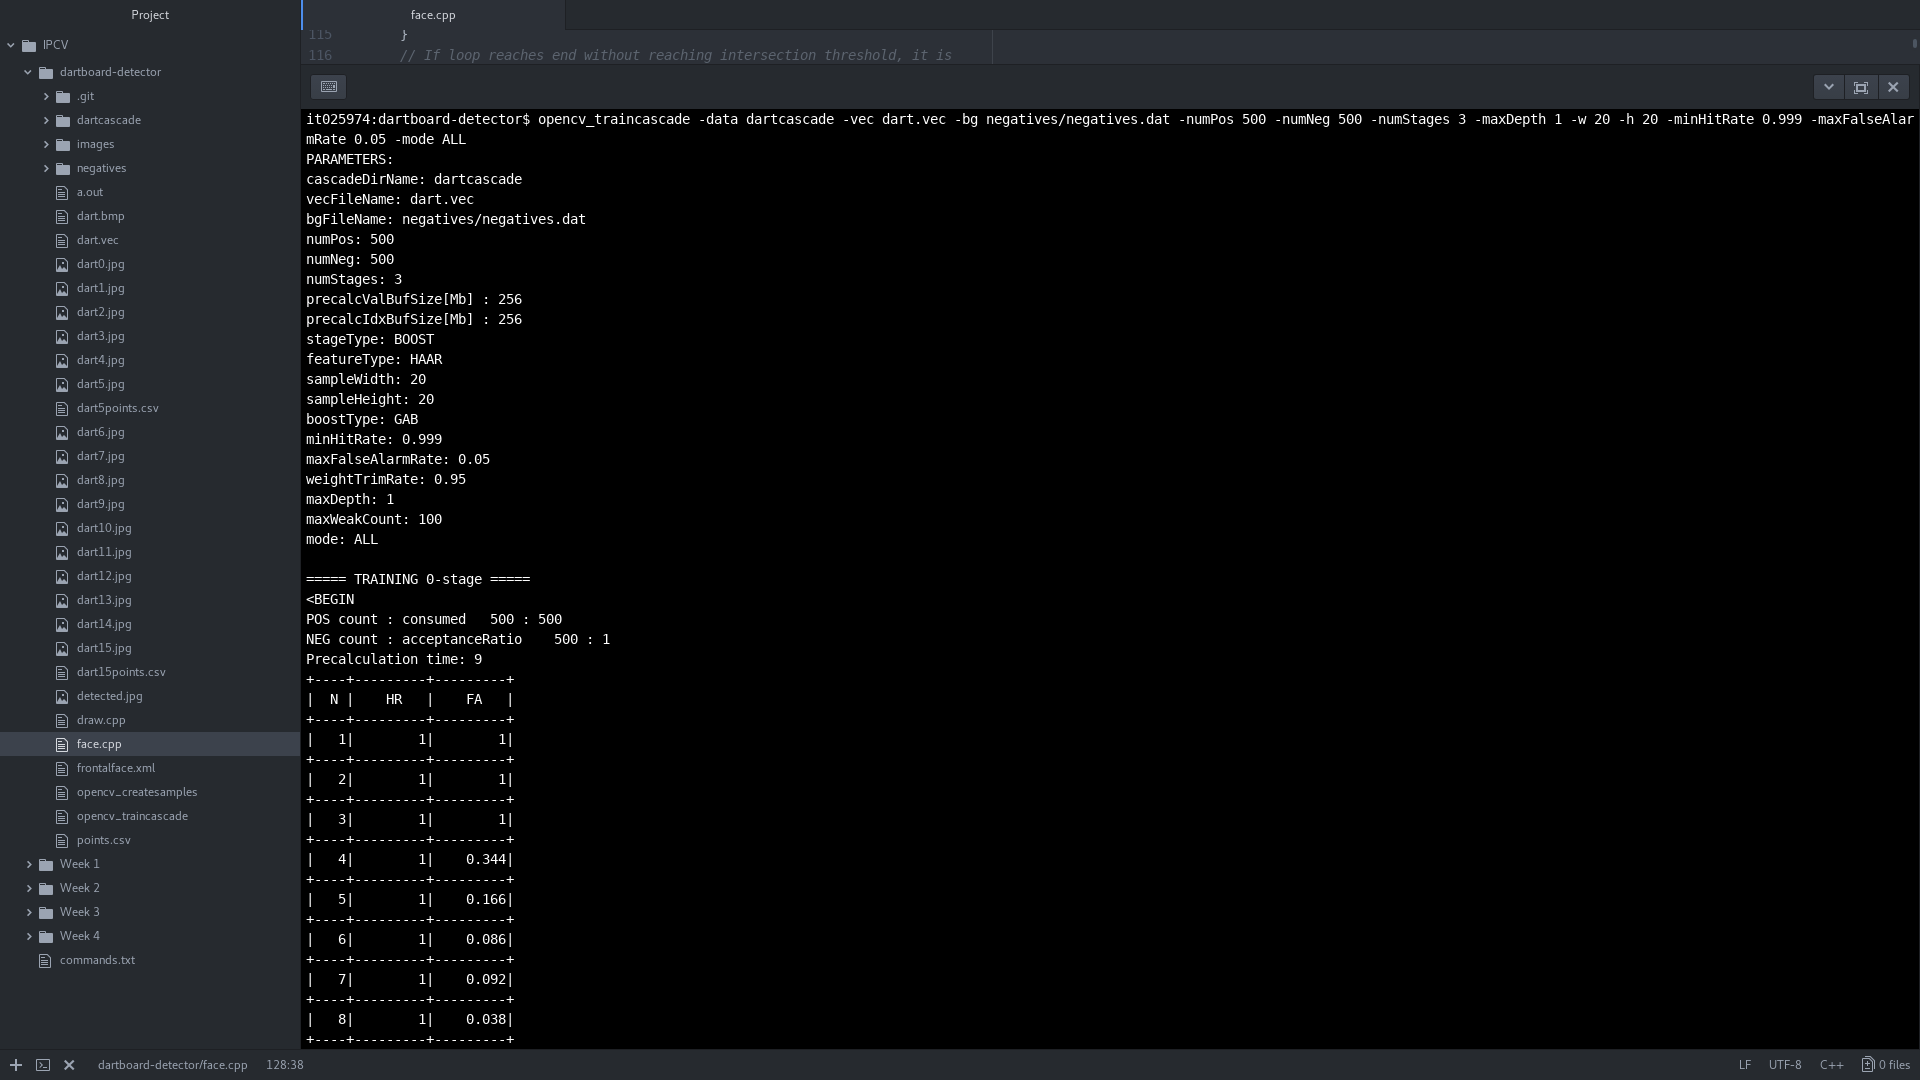 Project
face.cpp
IPCV
dartboard-detector
.git
dartcascade
images
negatives
a.out
dart.bmp
dart.vec
dart0.jpg
dart1.jpg
dart2.jpg
dart3.jpg
dart4.jpg
dart5.jpg
dart5points.csv
dart6.jpg
dart7.jpg
dart8.jpg
dart9.jpg
dart10.jpg
dart11.jpg
dart12.jpg
dart13.jpg
dart14.jpg
dart15.jpg
dart15points.csv
detected.jpg
draw.cpp
face.cpp
frontalface.xml
opencv_createsamples
opencv_traincascade
points.csv
Week 1
Week 2
Week 3
Week 4
commands.txt
115 }
116 // If loop reaches end without reaching intersection threshold, it is
it025974:dartboard-detector$ opencv_traincascade -data dartcascade -vec dart.vec -bg negatives/negatives.dat -numPos 500 -numNeg 500 -numStages 3 -maxDepth 1 -w 20 -h 20 -minHitRate 0.999 -maxFalseAlar
mRate 0.05 -mode ALL
PARAMETERS:
cascadeDirName: dartcascade
vecFileName: dart.vec
bgFileName: negatives/negatives.dat
numPos: 500
numNeg: 500
numStages: 3
precalcValBufSize[Mb] : 256
precalcIdxBufSize[Mb] : 256
stageType: BOOST
featureType: HAAR
sampleWidth: 20
sampleHeight: 20
boostType: GAB
minHitRate: 0.999
maxFalseAlarmRate: 0.05
weightTrimRate: 0.95
maxDepth: 1
maxWeakCount: 100
mode: ALL
===== TRAINING 0-stage =====
<BEGIN
POS count : consumed   500 : 500
NEG count : acceptanceRatio    500 : 1
Precalculation time: 9
+----+---------+---------+
|  N |    HR   |    FA   |
+----+---------+---------+
|   1|        1|        1|
+----+---------+---------+
|   2|        1|        1|
+----+---------+---------+
|   3|        1|        1|
+----+---------+---------+
|   4|        1|    0.344|
+----+---------+---------+
|   5|        1|    0.166|
+----+---------+---------+
|   6|        1|    0.086|
+----+---------+---------+
|   7|        1|    0.092|
+----+---------+---------+
|   8|        1|    0.038|
+----+---------+---------+
dartboard-detector/face.cpp 128:38
LF UTF-8 C++ 0 files